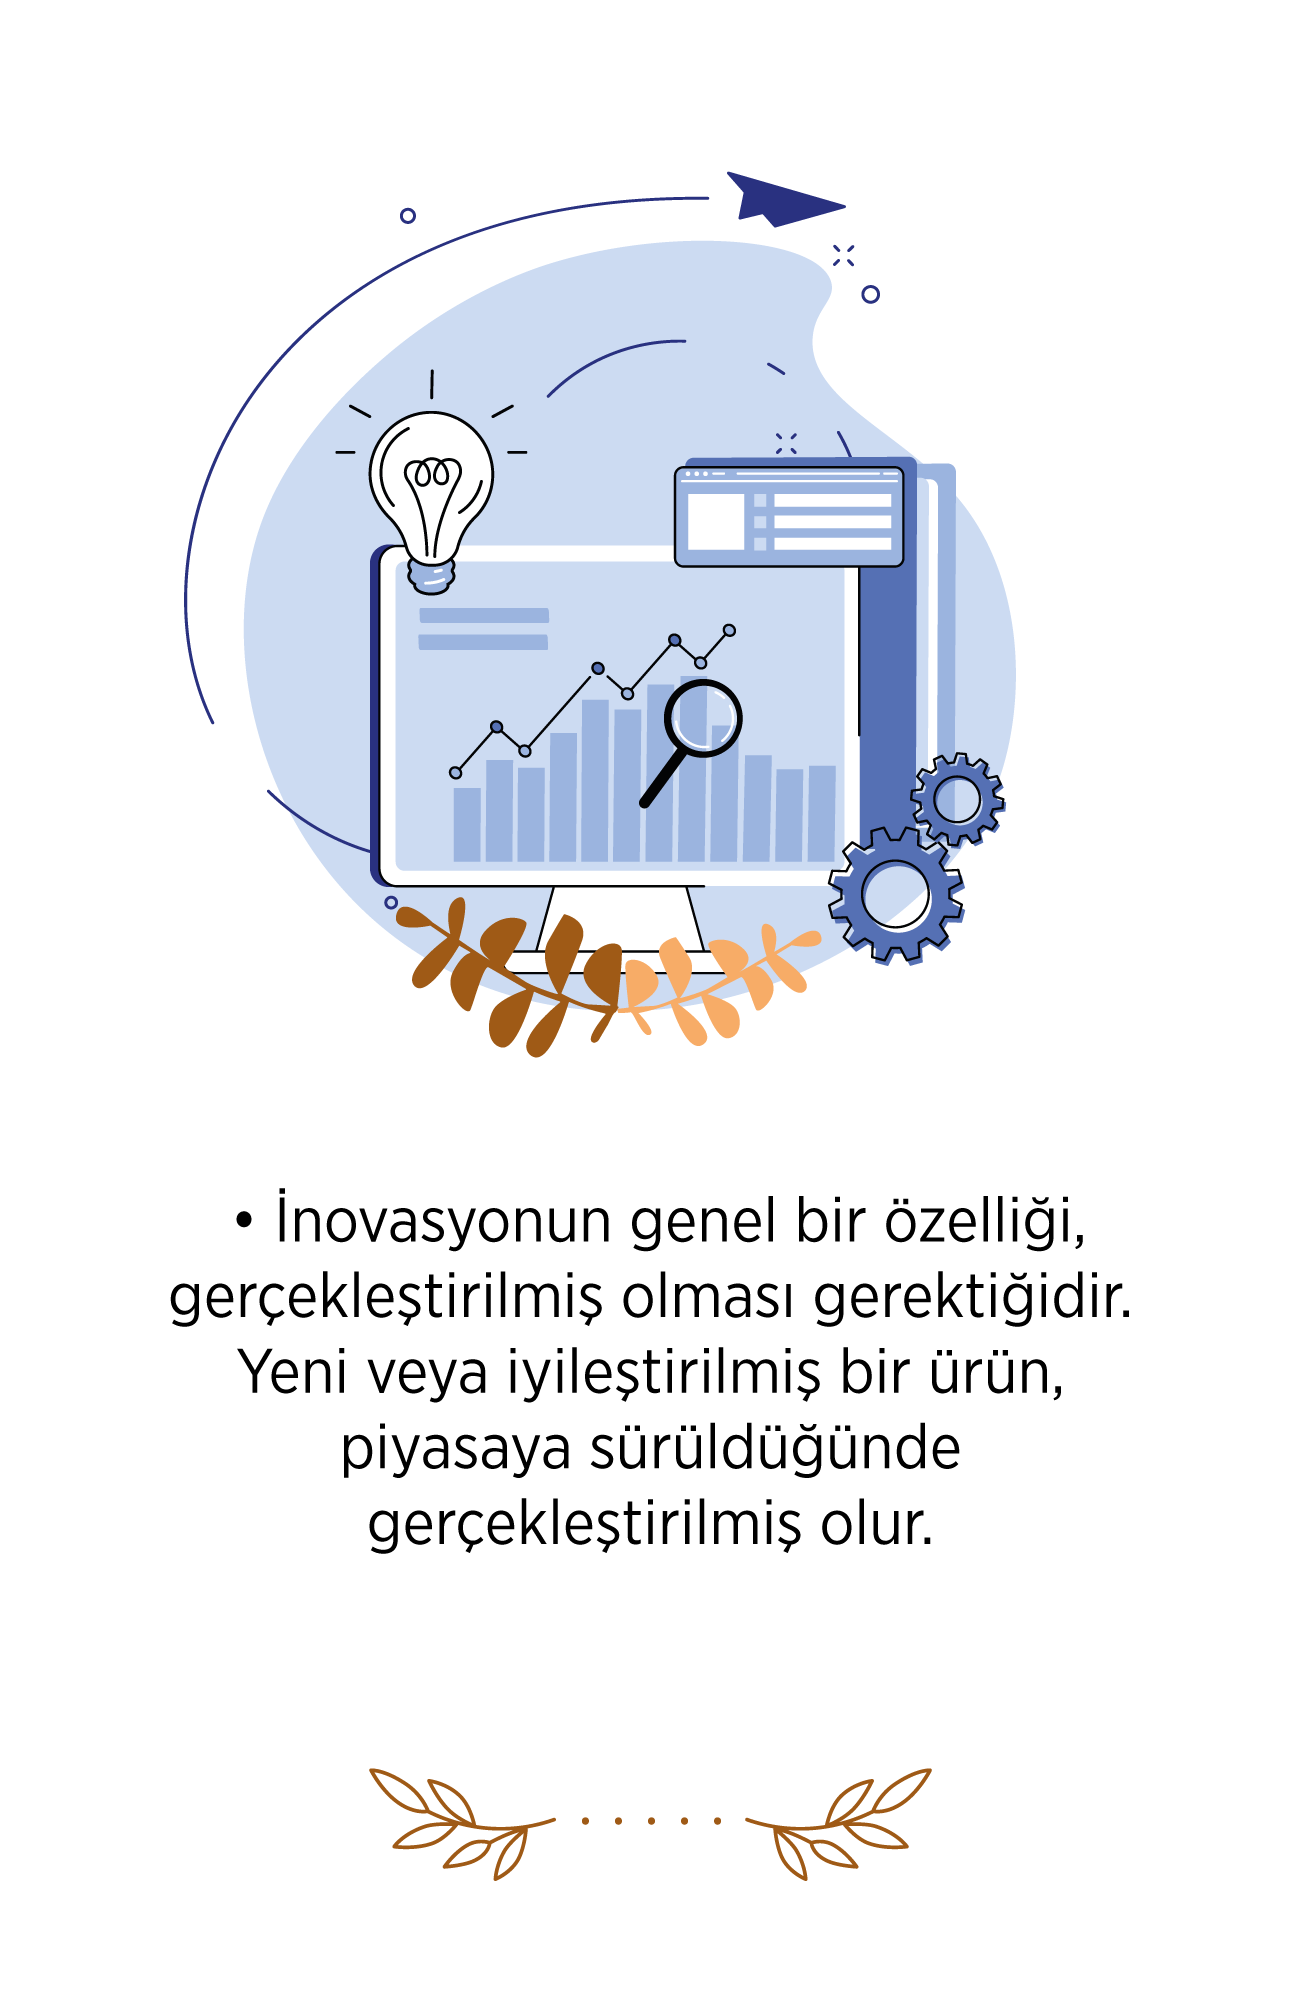 • İnovasyonun genel bir özelliği,
gerçekleştirilmiş olması gerektiğidir.
Yeni veya iyileştirilmiş bir ürün,
piyasaya sürüldüğünde
gerçekleştirilmiş olur.